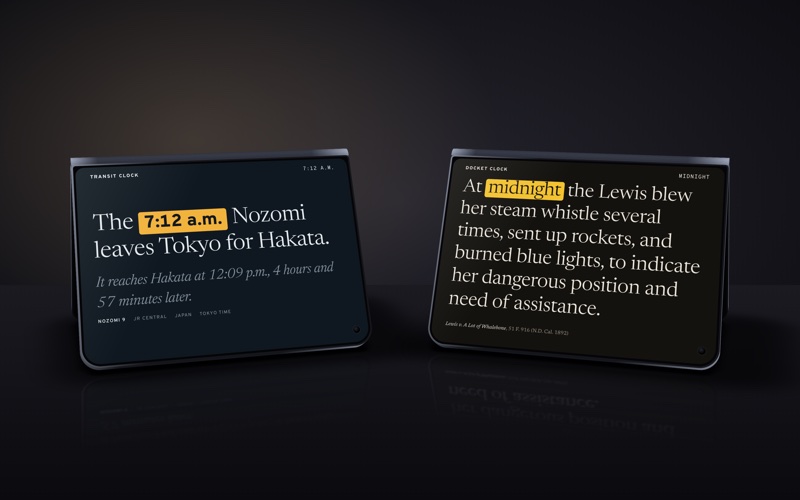 TRANSIT CLOCK
7:12 A.M.
The 7:12 a.m. Nozomi
leaves Tokyo for Hakata.
It reaches Hakata at 12:09 p.m., 4 hours and
57 minutes later.
NOZOMI 9 JR CENTRAL JAPAN TOKYO TIME
DOCKET CLOCK
MIDNIGHT
At midnight the Lewis blew
her steam whistle several
times, sent up rockets, and
burned blue lights, to indicate
her dangerous position and
need of assistance.
Lewis v. A Lot of Whalebone, 51 F. 916 (N.D. Cal. 1892)